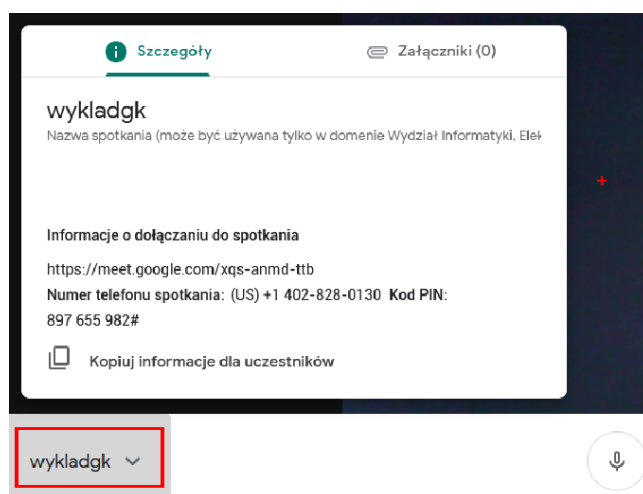 Szczegóły
Załączniki (0)
wykladgk
Nazwa spotkania (może być używana tylko w domenie Wydział Informatyki, Elek
Informacje o dołączaniu do spotkania
https://meet.google.com/xqs-anmd-ttb
Numer telefonu spotkania: (US) +1 402-828-0130 Kod PIN:
897 655 982#
Kopiuj informacje dla uczestników
wykladgk